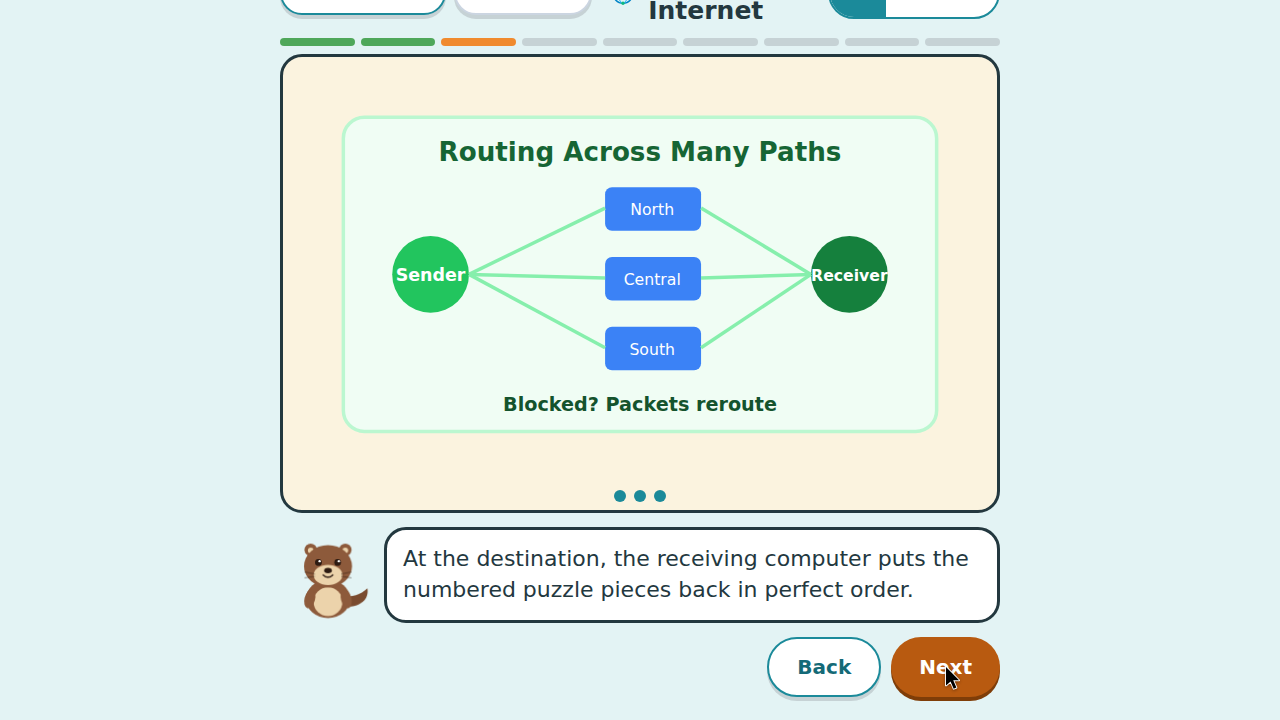 Internet
Routing Across Many Paths
North
Sender
Central
Receiver
South
Blocked? Packets reroute
At the destination, the receiving computer puts the
numbered puzzle pieces back in perfect order.
Back
Next